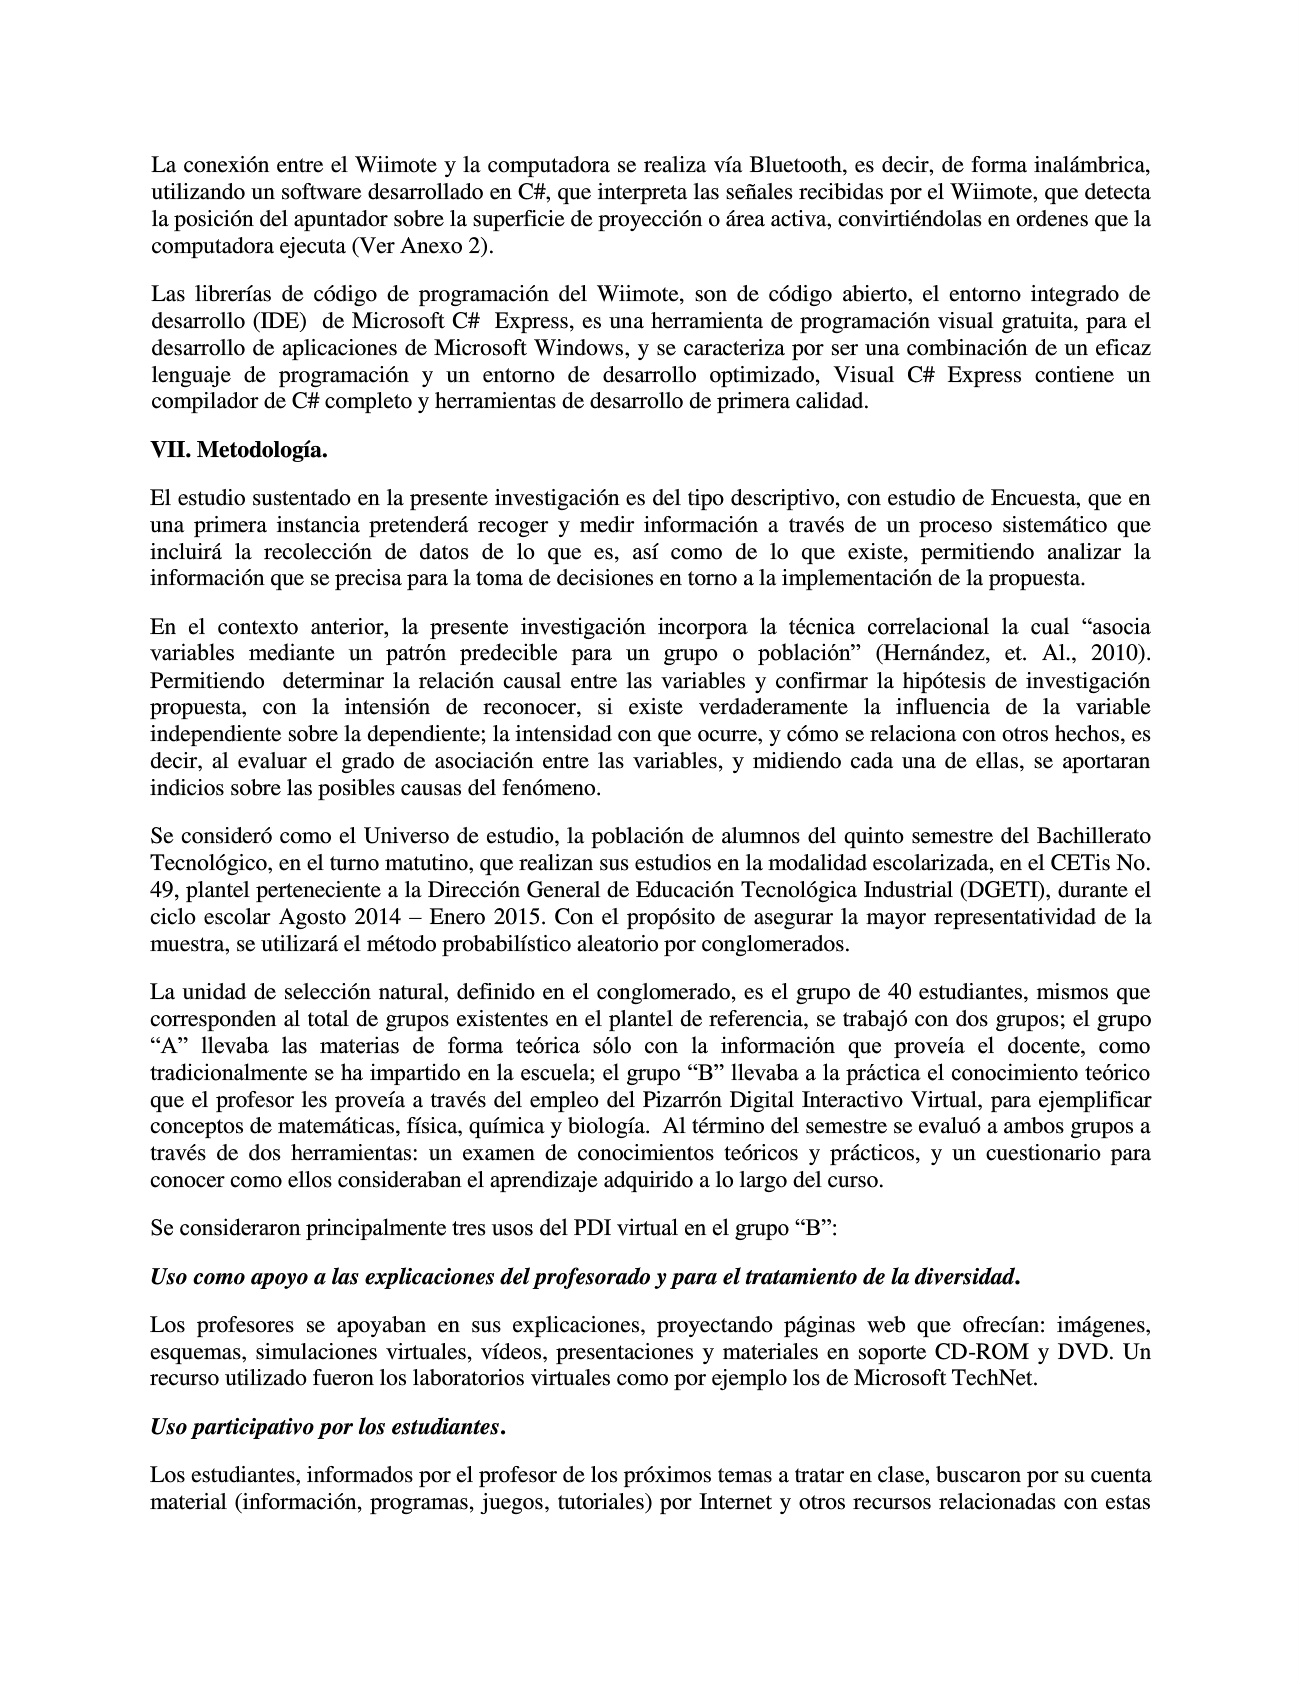 La conexión entre el Wiimote y la computadora se realiza vía Bluetooth, es decir, de forma inalámbrica,
utilizando un software desarrollado en C#, que interpreta las señales recibidas por el Wiimote, que detecta
la posición del apuntador sobre la superficie de proyección o área activa, convirtiéndolas en ordenes que la
computadora ejecuta (Ver Anexo 2).
Las librerías de código de programación del Wiimote, son de código abierto, el entorno integrado de
desarrollo (IDE)  de Microsoft C#  Express, es una herramienta de programación visual gratuita, para el
desarrollo de aplicaciones de Microsoft Windows, y se caracteriza por ser una combinación de un eficaz
lenguaje de programación y un entorno de desarrollo optimizado, Visual C# Express contiene un
compilador de C# completo y herramientas de desarrollo de primera calidad.
VII. Metodología.
El estudio sustentado en la presente investigación es del tipo descriptivo, con estudio de Encuesta, que en
una primera instancia pretenderá recoger y medir información a través de un proceso sistemático que
incluirá la recolección de datos de lo que es, así como de lo que existe, permitiendo analizar la
información que se precisa para la toma de decisiones en torno a la implementación de la propuesta.
En el contexto anterior, la presente investigación incorpora la técnica correlacional la cual “asocia
variables mediante un patrón predecible para un grupo o población” (Hernández, et. Al., 2010).
Permitiendo  determinar la relación causal entre las variables y confirmar la hipótesis de investigación
propuesta, con la intensión de reconocer, si existe verdaderamente la influencia de la variable
independiente sobre la dependiente; la intensidad con que ocurre, y cómo se relaciona con otros hechos, es
decir, al evaluar el grado de asociación entre las variables, y midiendo cada una de ellas, se aportaran
indicios sobre las posibles causas del fenómeno.
Se consideró como el Universo de estudio, la población de alumnos del quinto semestre del Bachillerato
Tecnológico, en el turno matutino, que realizan sus estudios en la modalidad escolarizada, en el CETis No.
49, plantel perteneciente a la Dirección General de Educación Tecnológica Industrial (DGETI), durante el
ciclo escolar Agosto 2014 – Enero 2015. Con el propósito de asegurar la mayor representatividad de la
muestra, se utilizará el método probabilístico aleatorio por conglomerados.
La unidad de selección natural, definido en el conglomerado, es el grupo de 40 estudiantes, mismos que
corresponden al total de grupos existentes en el plantel de referencia, se trabajó con dos grupos; el grupo
“A” llevaba las materias de forma teórica sólo con la información que proveía el docente, como
tradicionalmente se ha impartido en la escuela; el grupo “B” llevaba a la práctica el conocimiento teórico
que el profesor les proveía a través del empleo del Pizarrón Digital Interactivo Virtual, para ejemplificar
conceptos de matemáticas, física, química y biología.  Al término del semestre se evaluó a ambos grupos a
través de dos herramientas: un examen de conocimientos teóricos y prácticos, y un cuestionario para
conocer como ellos consideraban el aprendizaje adquirido a lo largo del curso.
Se consideraron principalmente tres usos del PDI virtual en el grupo “B”:
Uso como apoyo a las explicaciones del profesorado y para el tratamiento de la diversidad.
Los profesores se apoyaban en sus explicaciones, proyectando páginas web que ofrecían: imágenes,
esquemas, simulaciones virtuales, vídeos, presentaciones y materiales en soporte CD-ROM y DVD. Un
recurso utilizado fueron los laboratorios virtuales como por ejemplo los de Microsoft TechNet.
Uso participativo por los estudiantes.
Los estudiantes, informados por el profesor de los próximos temas a tratar en clase, buscaron por su cuenta
material (información, programas, juegos, tutoriales) por Internet y otros recursos relacionadas con estas